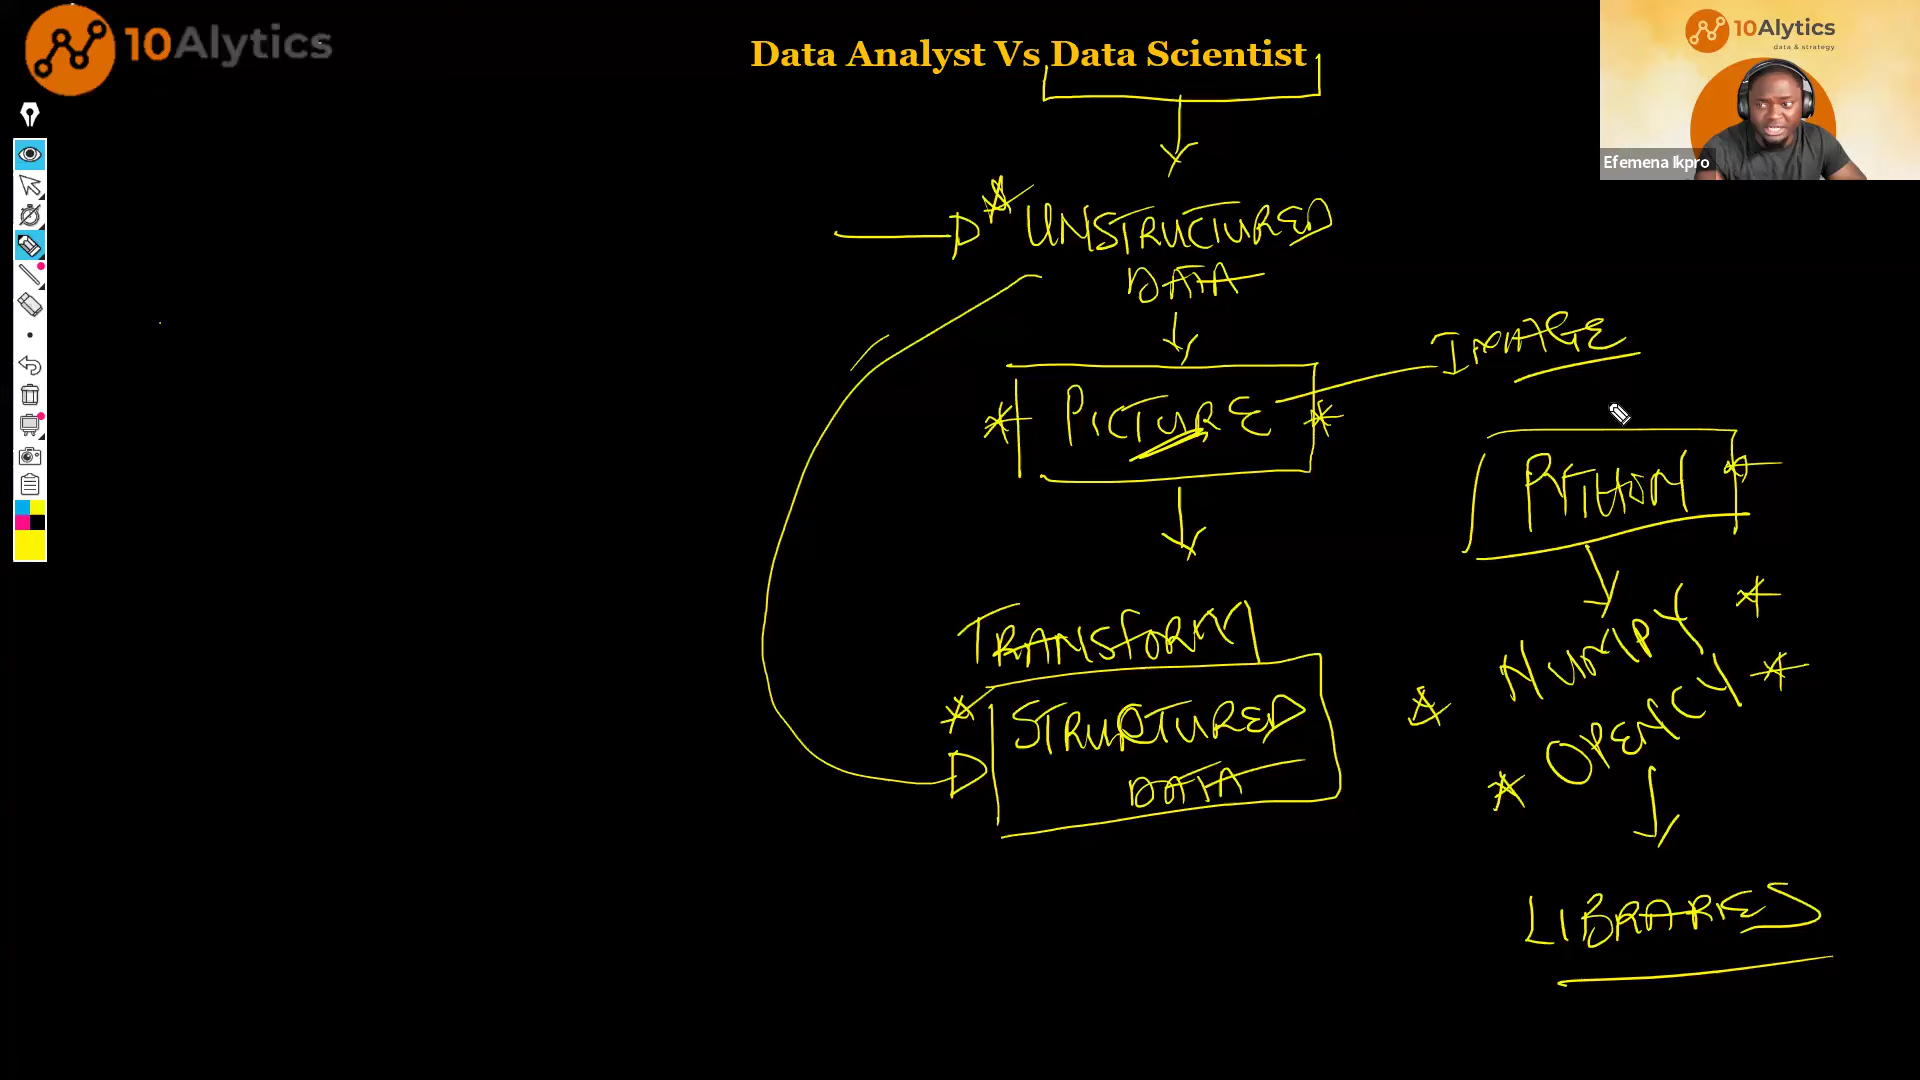 10Alytics
Data Analyst Vs Data Scientist
10Alytics
data & strategy
Efemena Ikpro
UNSTRUCTURED
DATA
IMAGE
PICTURE
PYTHON
TRANSFORM
NUMPY
STRUCTURED
DATA
OPENCV
LIBRARIES